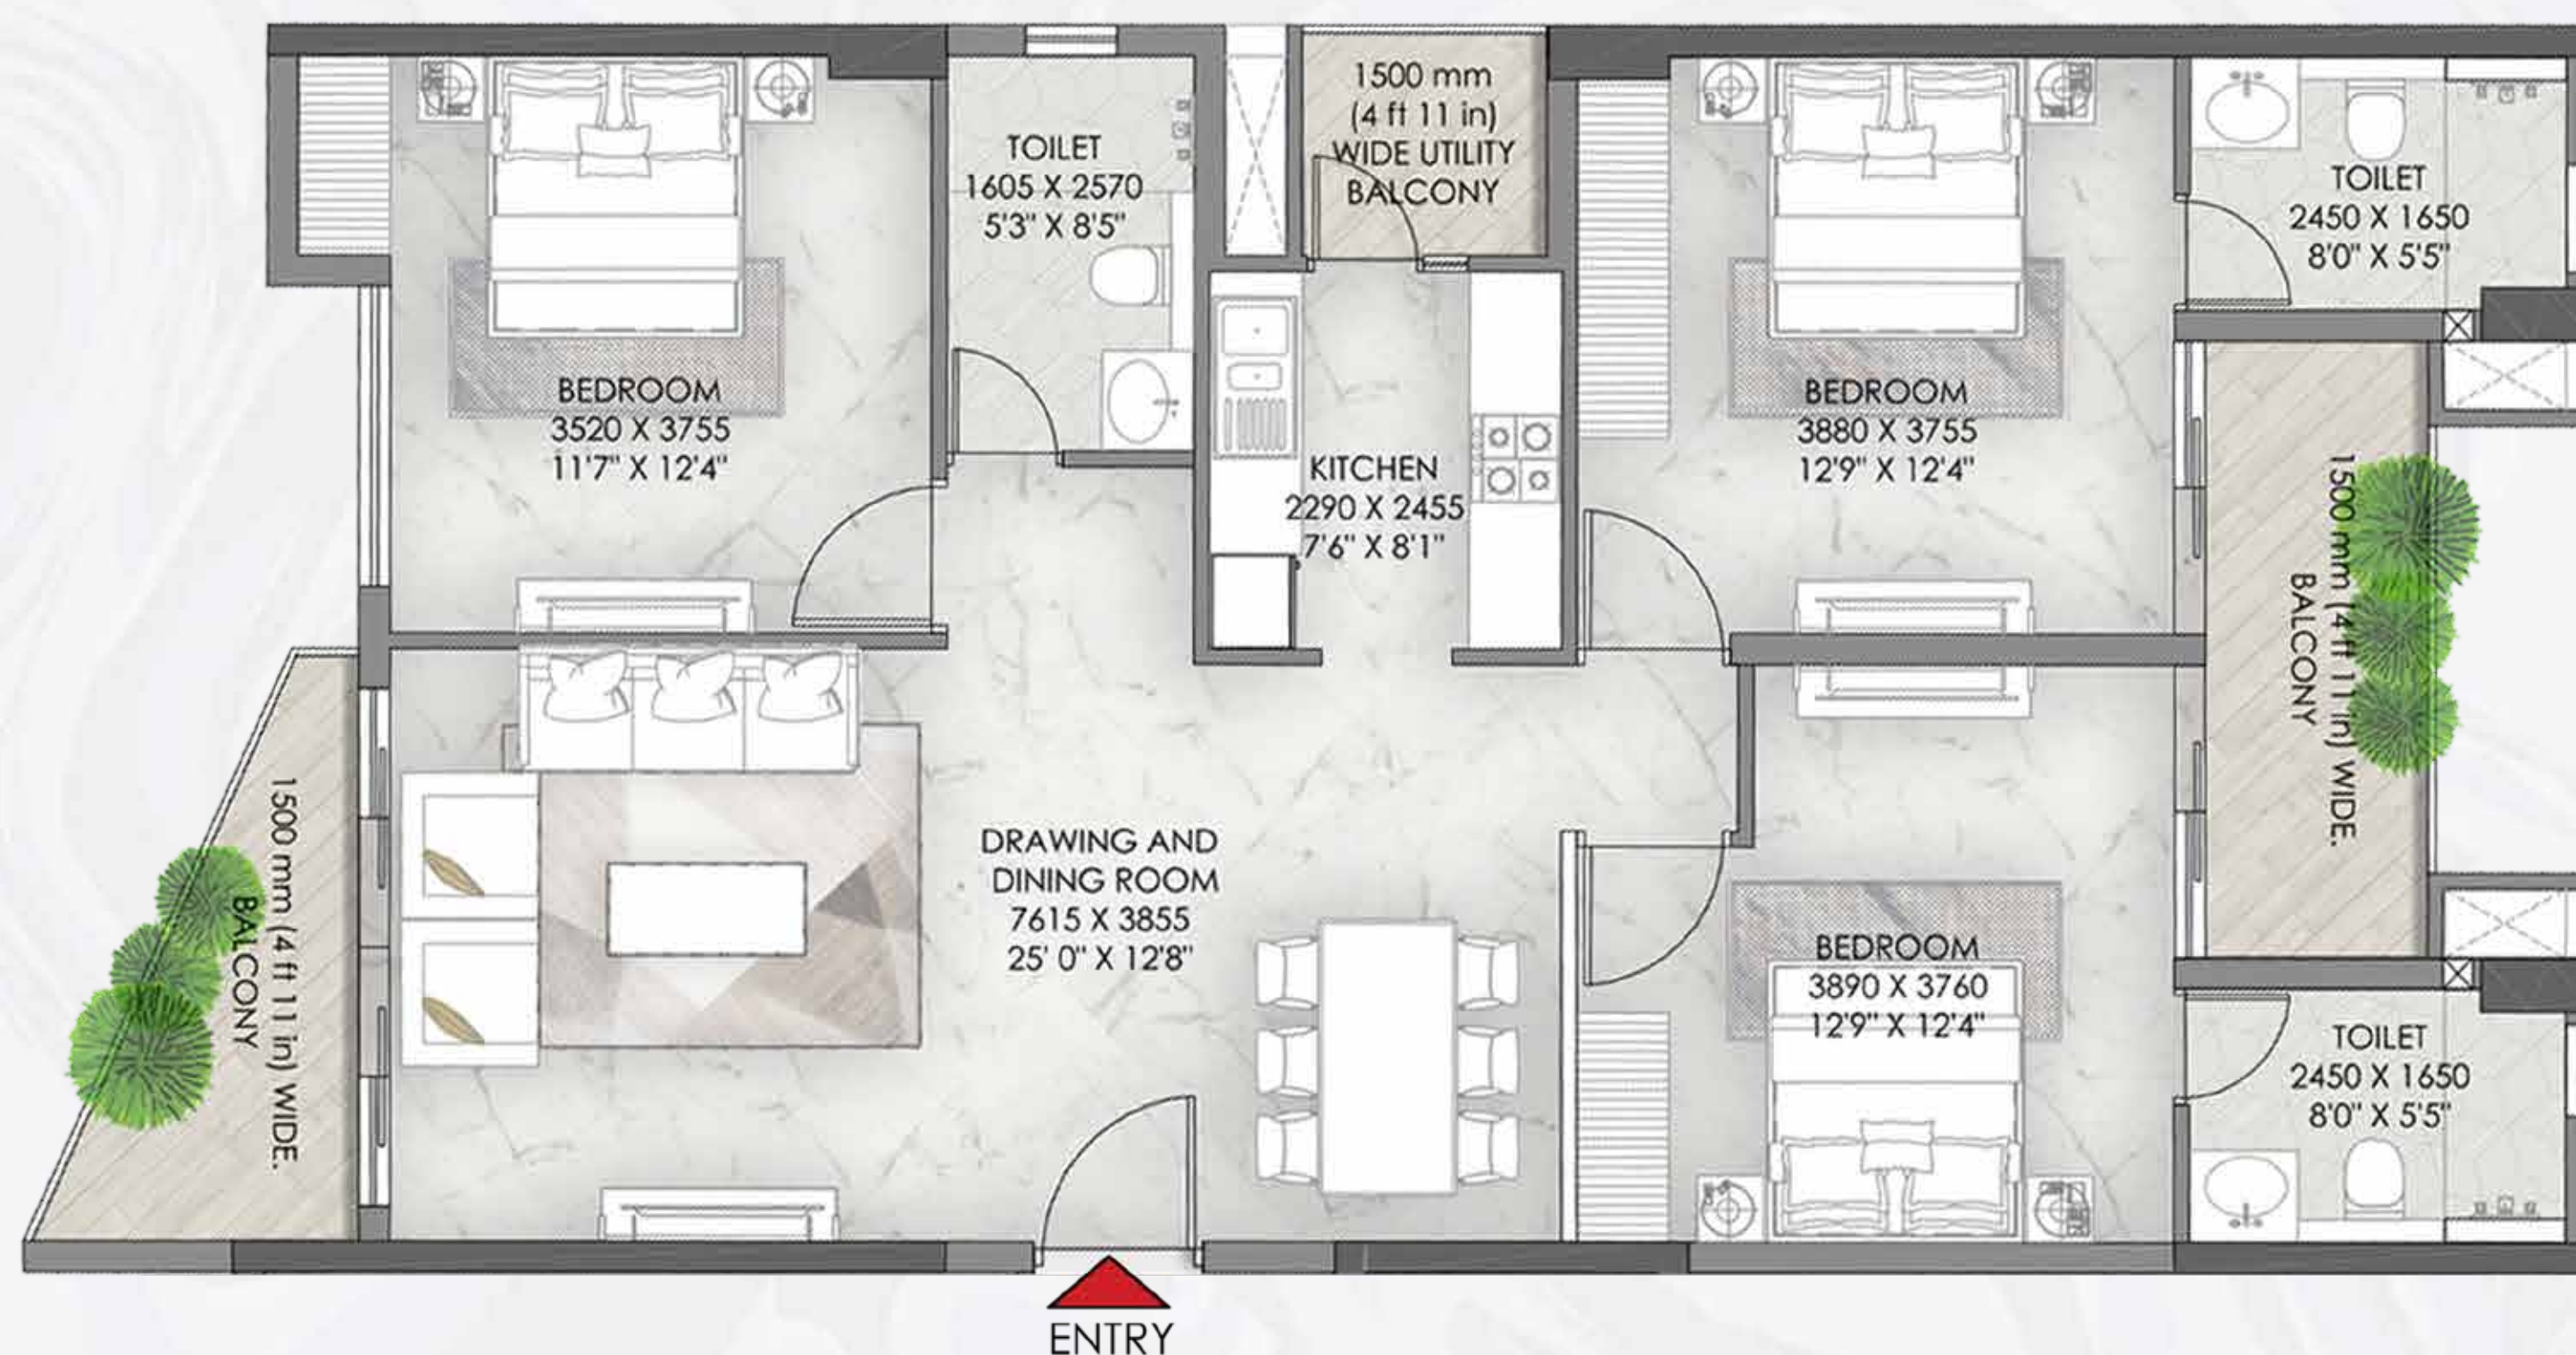 1500 mm
(4 ft 11 in)
WIDE UTILITY
BALCONY
TOILET
1605 X 2570
5'3" X 8'5"
TOILET
2450 X 1650
8'0" X 5'5"
BEDROOM
3520 X 3755
11'7" X 12'4"
KITCHEN
2290 X 2455
7'6" X 8'1"
BEDROOM
3880 X 3755
12'9" X 12'4"
1500 mm (4 ft 11 in) WIDE.
BALCONY
1500 mm (4 ft 11 in) WIDE.
BALCONY
DRAWING AND
DINING ROOM
7615 X 3855
25' 0" X 12'8"
BEDROOM
3890 X 3760
12'9" X 12'4"
TOILET
2450 X 1650
8'0" X 5'5"
ENTRY